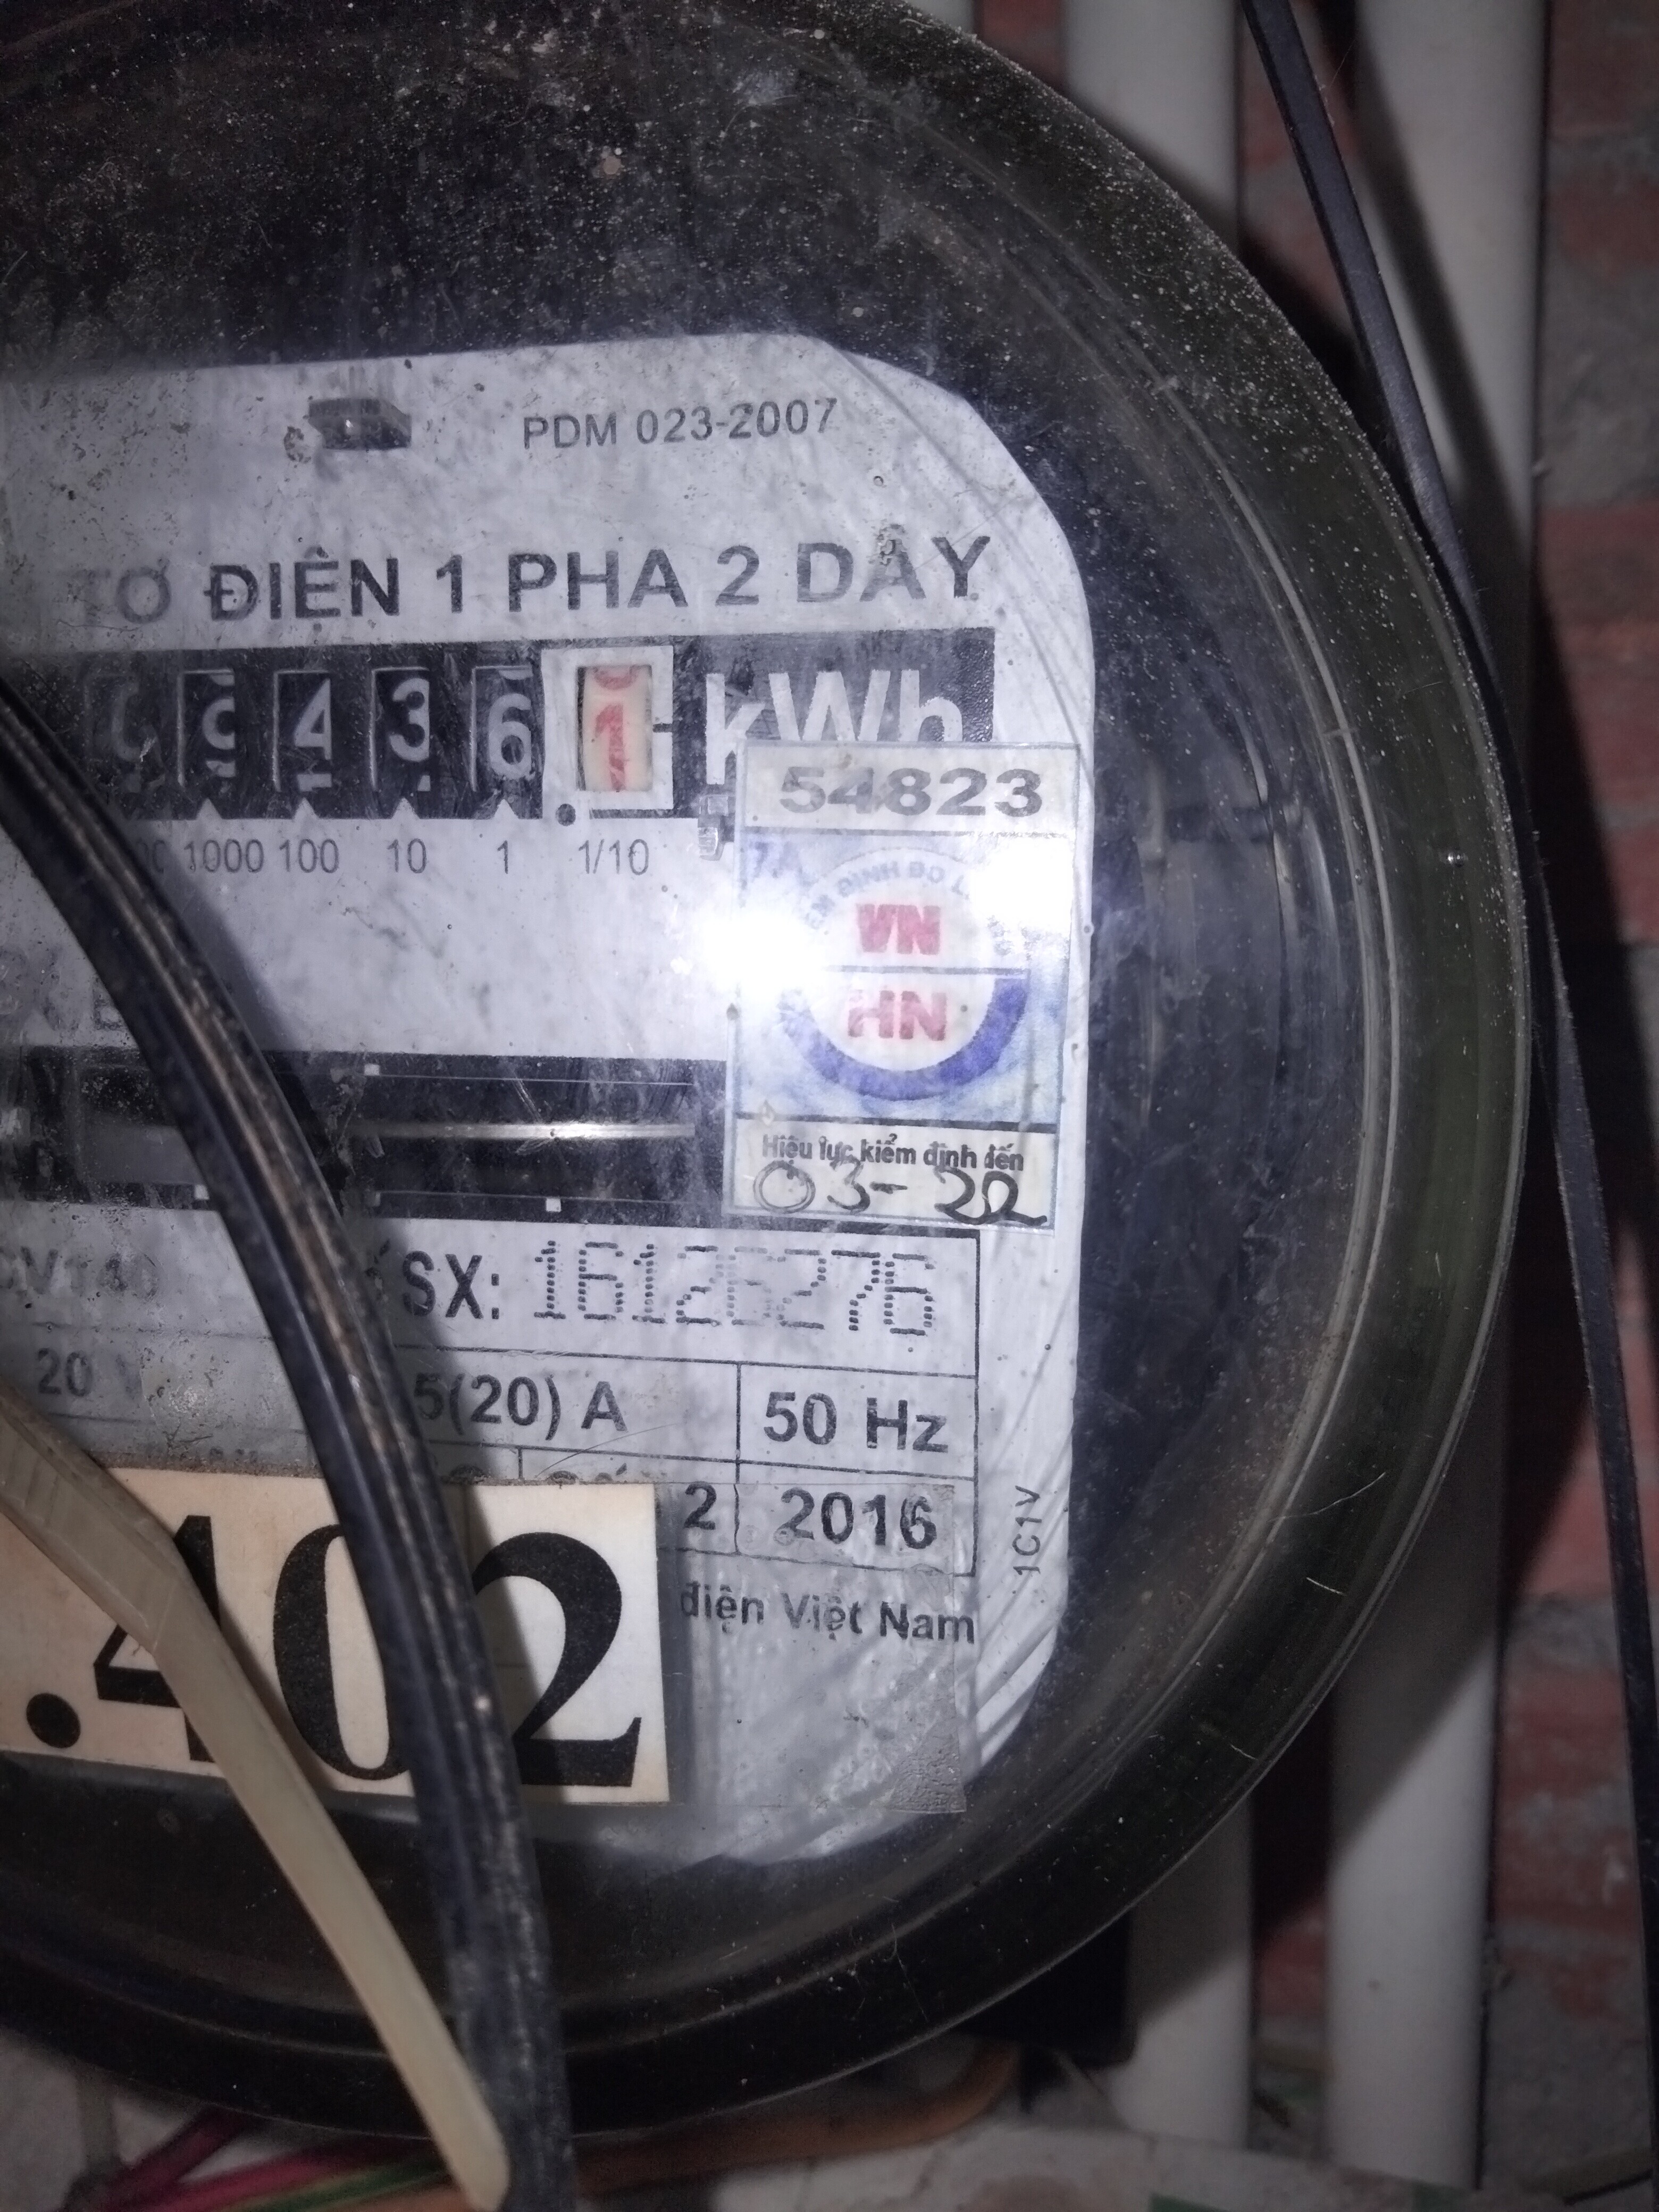 PDM 023-2007
TƠ ĐIỆN 1 PHA 2 DÂY
9 4 3 6 1 kWh
54823
1000 100 10 1 1/10
VN
HN
Hiệu lực kiểm định đến
03-22
SX: 16126276
20 V 5(20) A 50 Hz
2 2016
1C1V
điện Việt Nam
.402